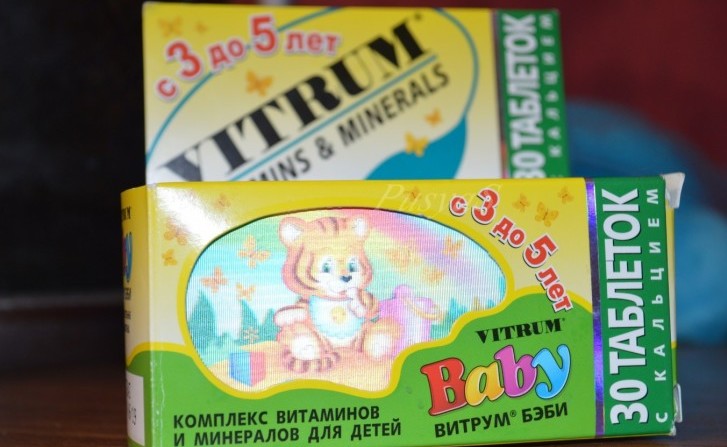 с 3 до 5 лет
VITRUM®
MINS & MINERALS
30 ТАБЛЕТОК
С КАЛЬЦИЕМ
с 3 до 5 лет
VITRUM®
Baby
ВИТРУМ® БЭБИ
КОМПЛЕКС ВИТАМИНОВ
И МИНЕРАЛОВ ДЛЯ ДЕТЕЙ
30 ТАБЛЕТОК
С КАЛЬЦИЕМ